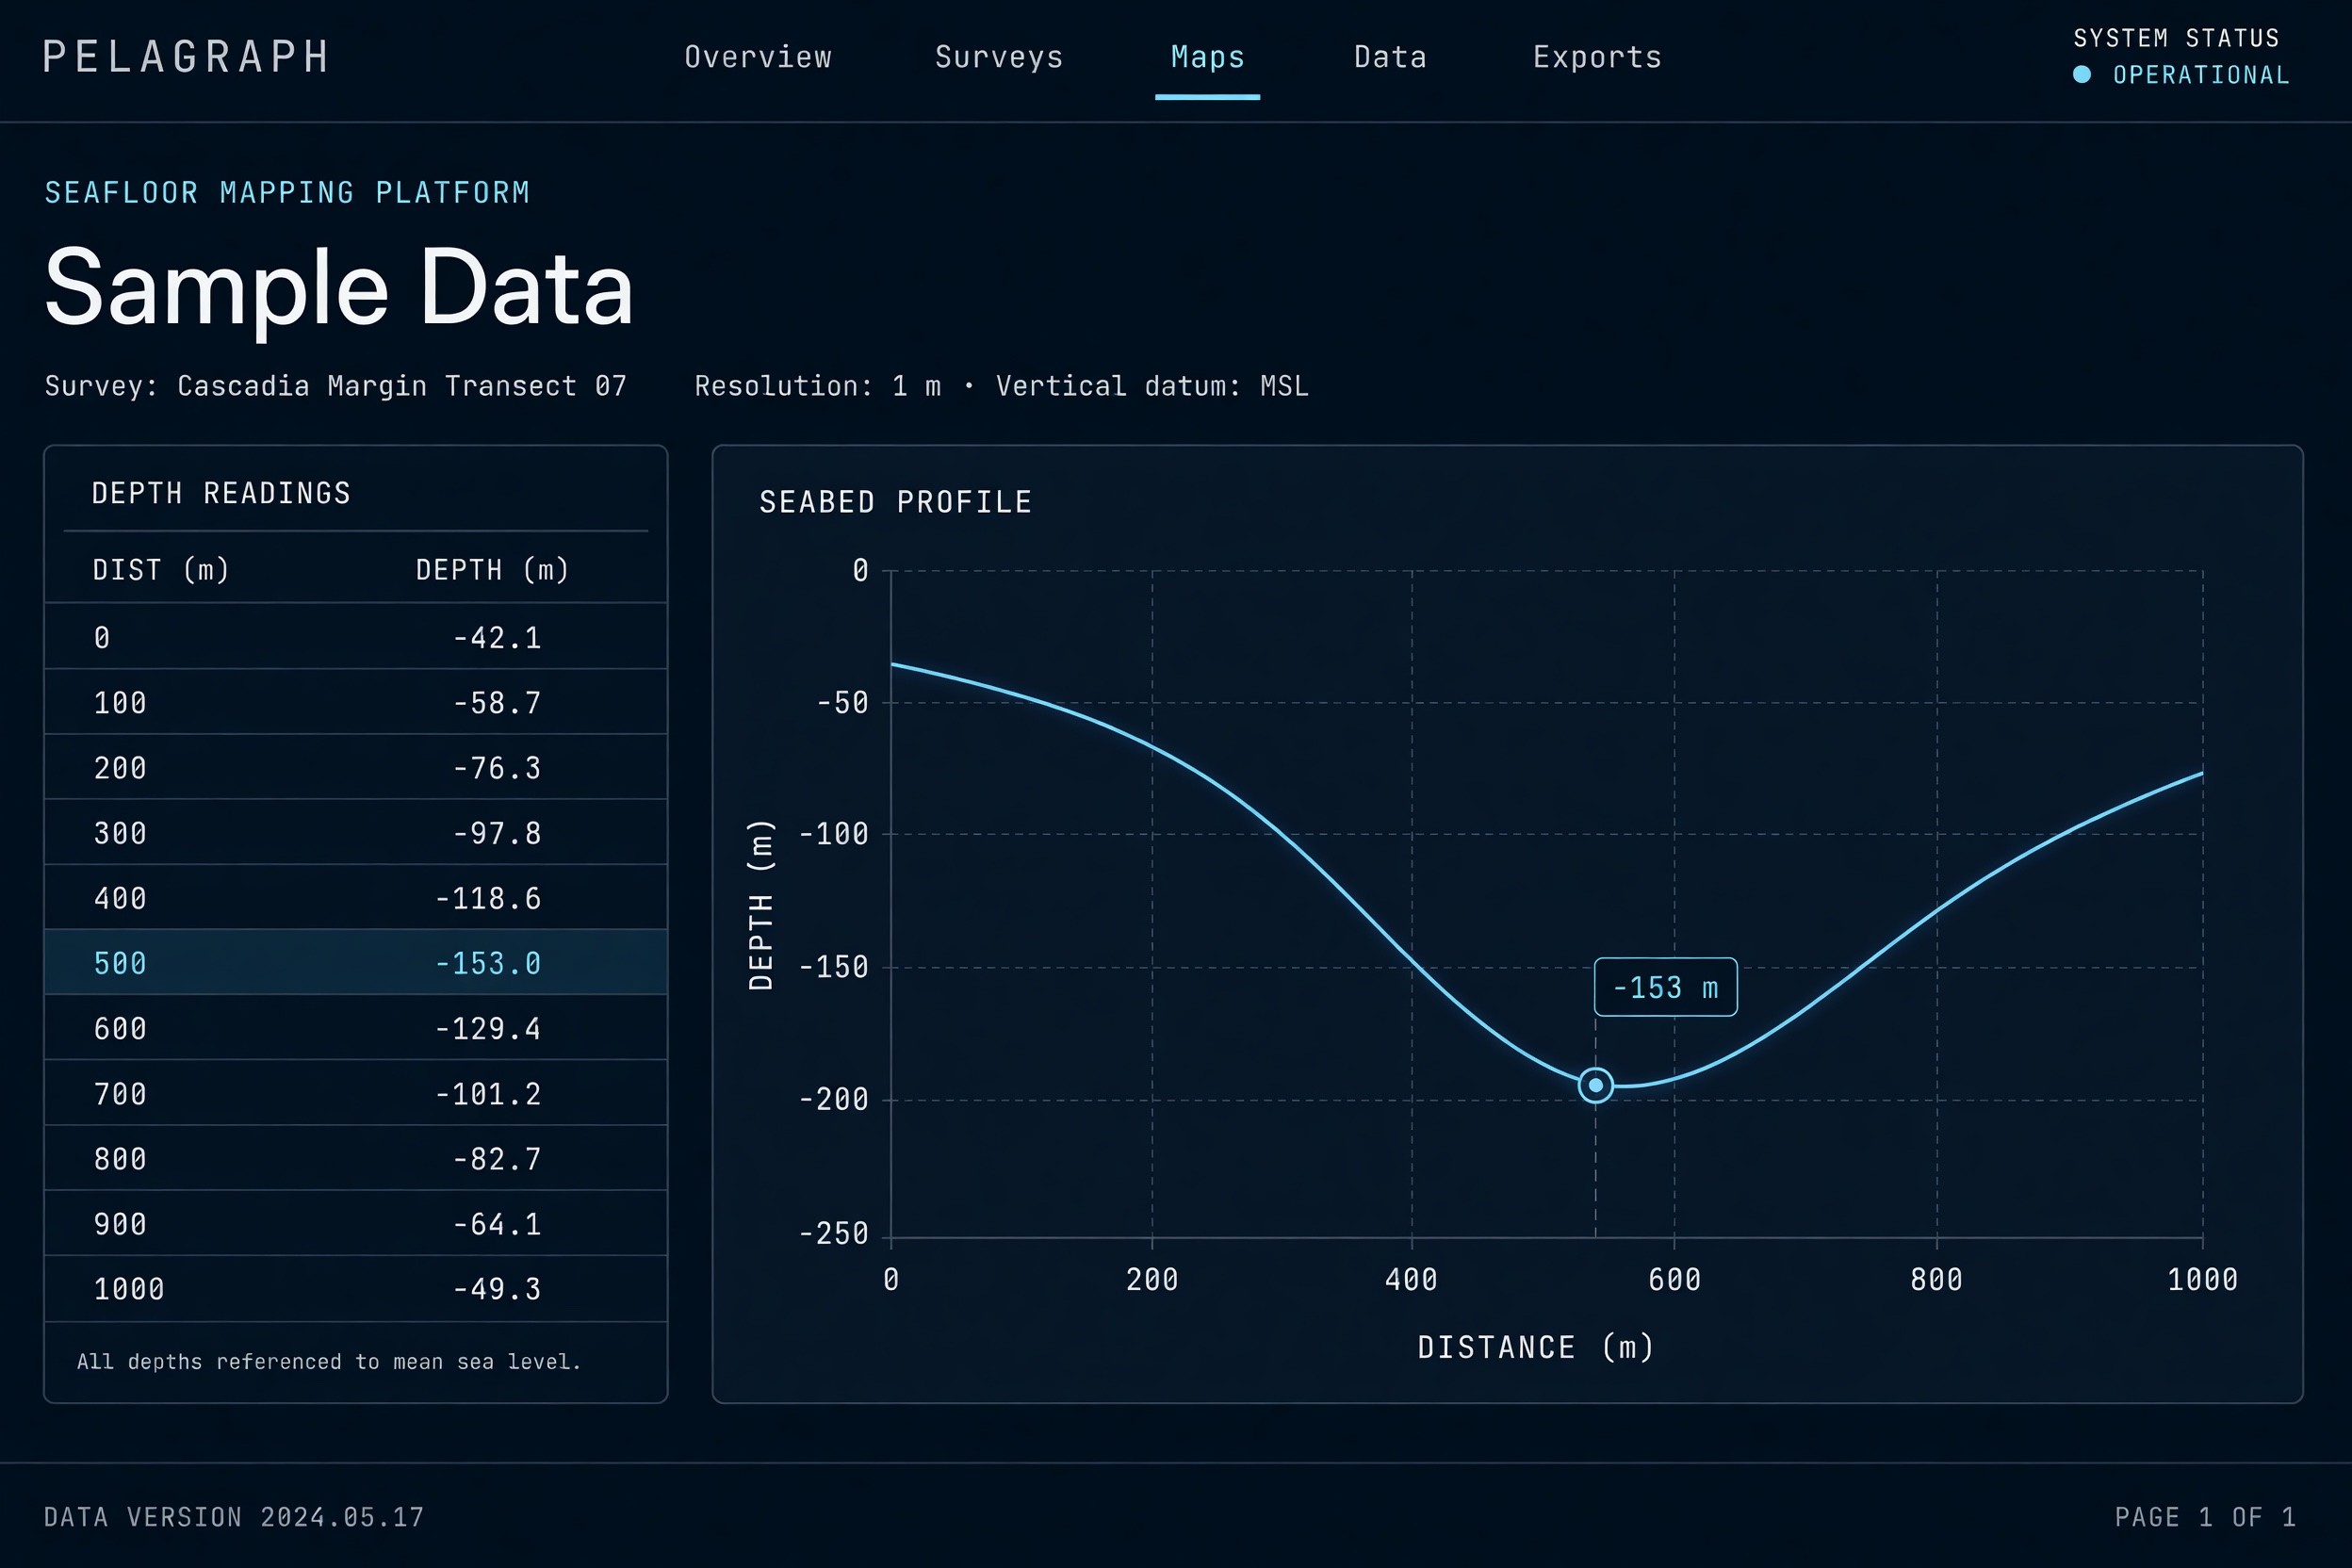 PELAGRAPH
Overview Surveys Maps Data Exports
SYSTEM STATUS
OPERATIONAL
SEAFLOOR MAPPING PLATFORM
Sample Data
Survey: Cascadia Margin Transect 07 Resolution: 1 m • Vertical datum: MSL
DEPTH READINGS
DIST (m) DEPTH (m)
0 -42.1
100 -58.7
200 -76.3
300 -97.8
400 -118.6
500 -153.0
600 -129.4
700 -101.2
800 -82.7
900 -64.1
1000 -49.3
All depths referenced to mean sea level.
SEABED PROFILE
DEPTH (m)
0
-50
-100
-150
-200
-250
-153 m
0 200 400 600 800 1000
DISTANCE (m)
DATA VERSION 2024.05.17
PAGE 1 OF 1